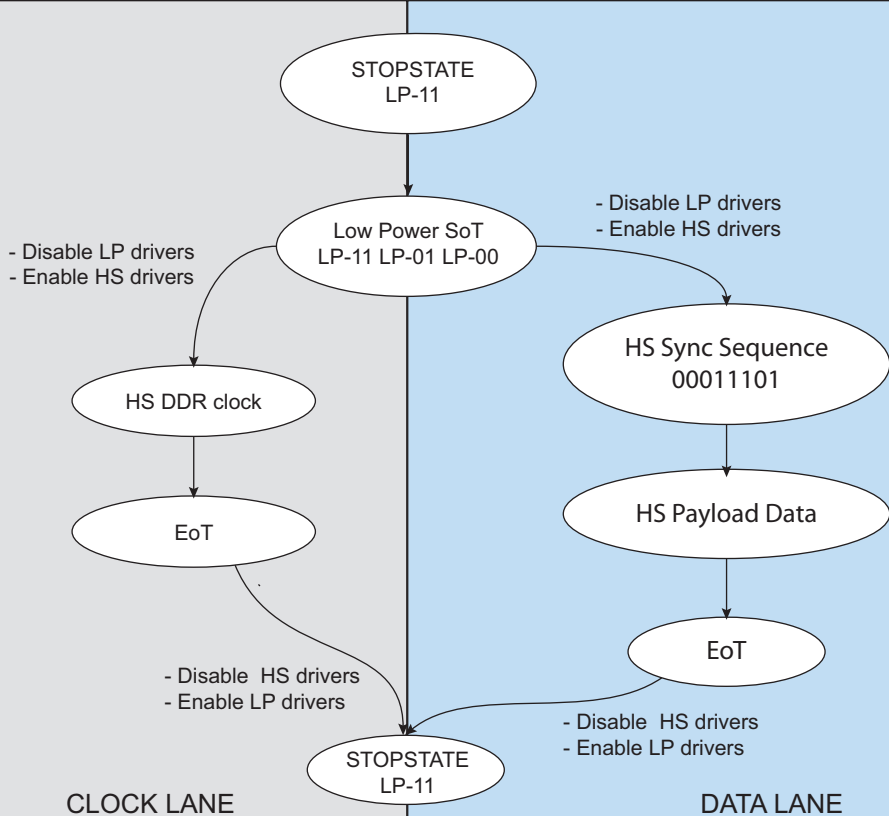 STOPSTATE
LP-11
Low Power SoT
LP-11 LP-01 LP-00
- Disable LP drivers
- Enable HS drivers
- Disable LP drivers
- Enable HS drivers
HS Sync Sequence
00011101
HS DDR clock
HS Payload Data
EoT
EoT
- Disable HS drivers
- Enable LP drivers
- Disable HS drivers
- Enable LP drivers
STOPSTATE
LP-11
CLOCK LANE
DATA LANE